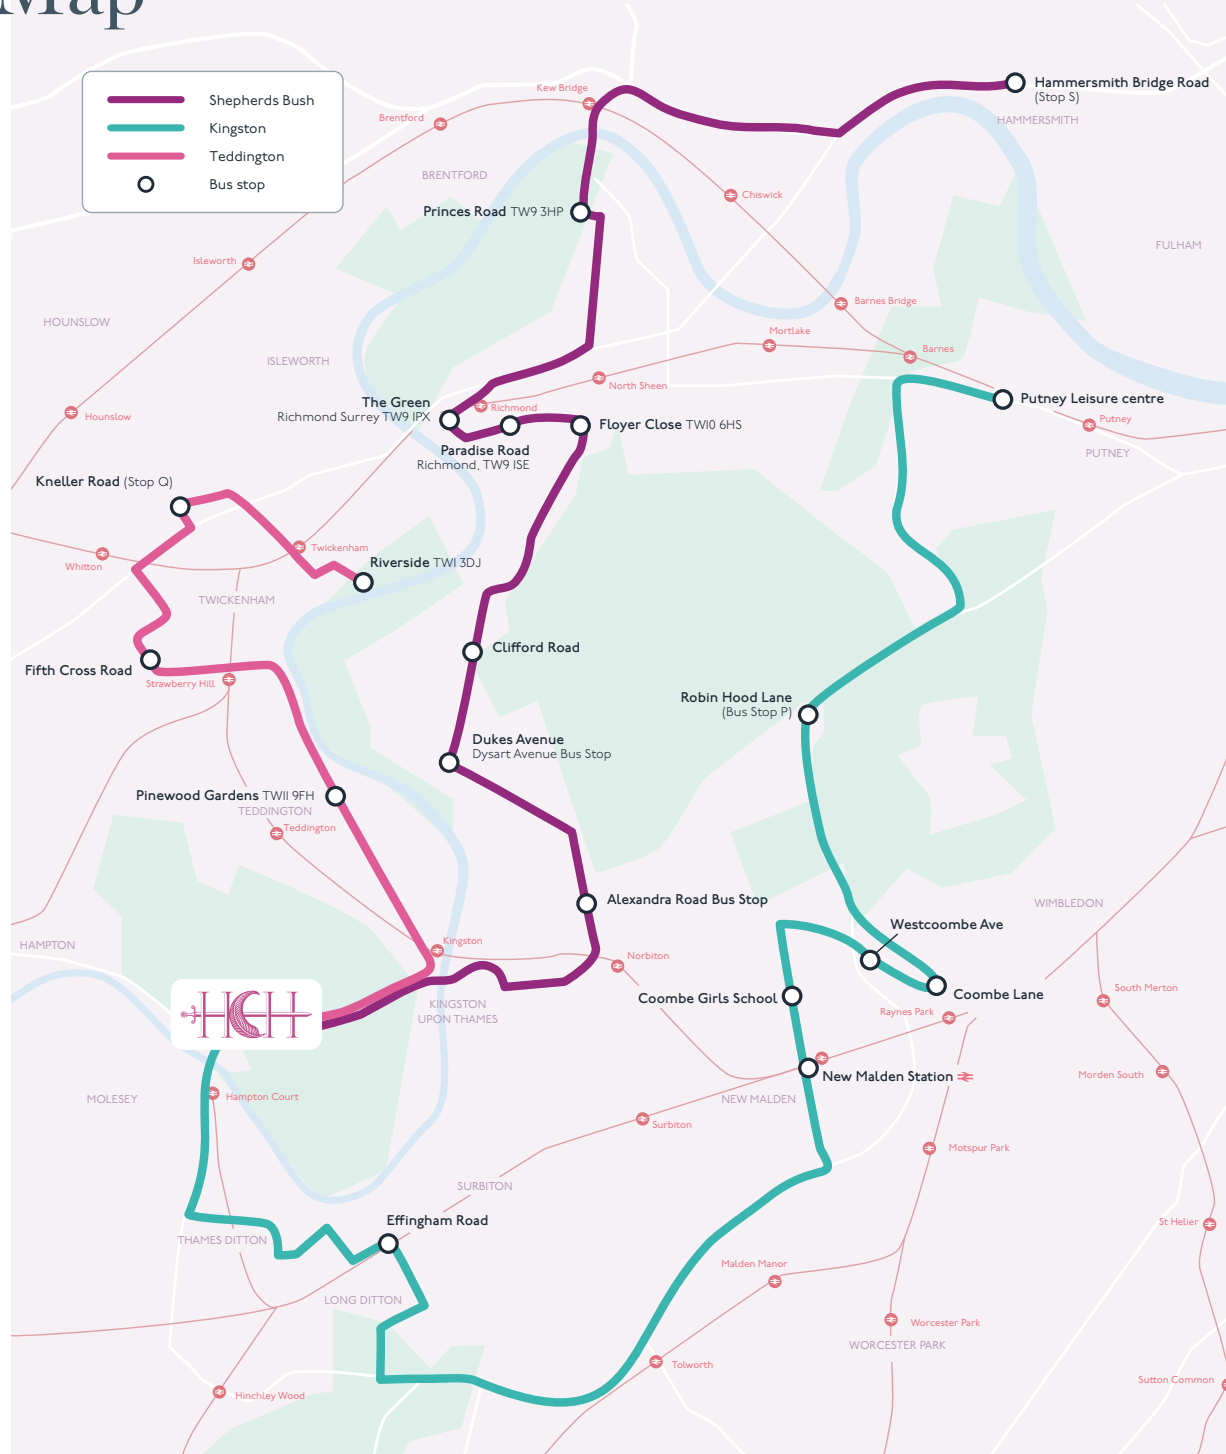 Map
Shepherds Bush
Kingston
Teddington
Bus stop
Hammersmith Bridge Road
(Stop S)
HAMMERSMITH
Kew Bridge
Brentford
BRENTFORD
Chiswick
Princes Road TW9 3HP
FULHAM
Isleworth
Barnes Bridge
HOUNSLOW
Mortlake
Barnes
ISLEWORTH
North Sheen
The Green
Richmond Surrey TW9 1PX
Richmond
Putney Leisure centre
Hounslow
Putney
Floyer Close TW10 6HS
Paradise Road
Richmond, TW9 1SE
PUTNEY
Kneller Road (Stop Q)
Twickenham
Whitton
Riverside TW1 3DJ
TWICKENHAM
Clifford Road
Fifth Cross Road
Strawberry Hill
Robin Hood Lane
(Bus Stop P)
Dukes Avenue
Dysart Avenue Bus Stop
Pinewood Gardens TW11 9FH
TEDDINGTON
Teddington
Alexandra Road Bus Stop
WIMBLEDON
Westcoombe Ave
HAMPTON
Kingston
Norbiton
South Merton
Coombe Girls School
Coombe Lane
KINGSTON
UPON THAMES
Raynes Park
HCH
New Malden Station
Morden South
Hampton Court
MOLESEY
NEW MALDEN
Surbiton
Motspur Park
SURBITON
Effingham Road
St Helier
THAMES DITTON
Malden Manor
LONG DITTON
Worcester Park
WORCESTER PARK
Tolworth
Sutton Common
Hinchley Wood